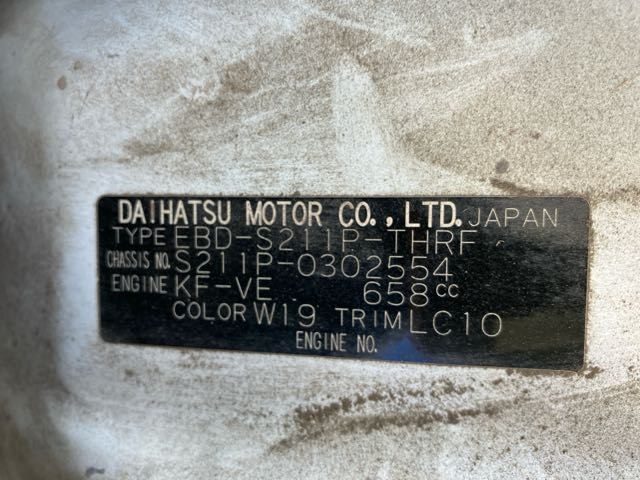 DAIHATSU MOTOR CO., LTD. JAPAN
TYPE EBD-S211P-THRF
CHASSIS NO. S211P-0302554
ENGINE KF-VE 658cc
COLOR W19 TRIM LC10
ENGINE NO.